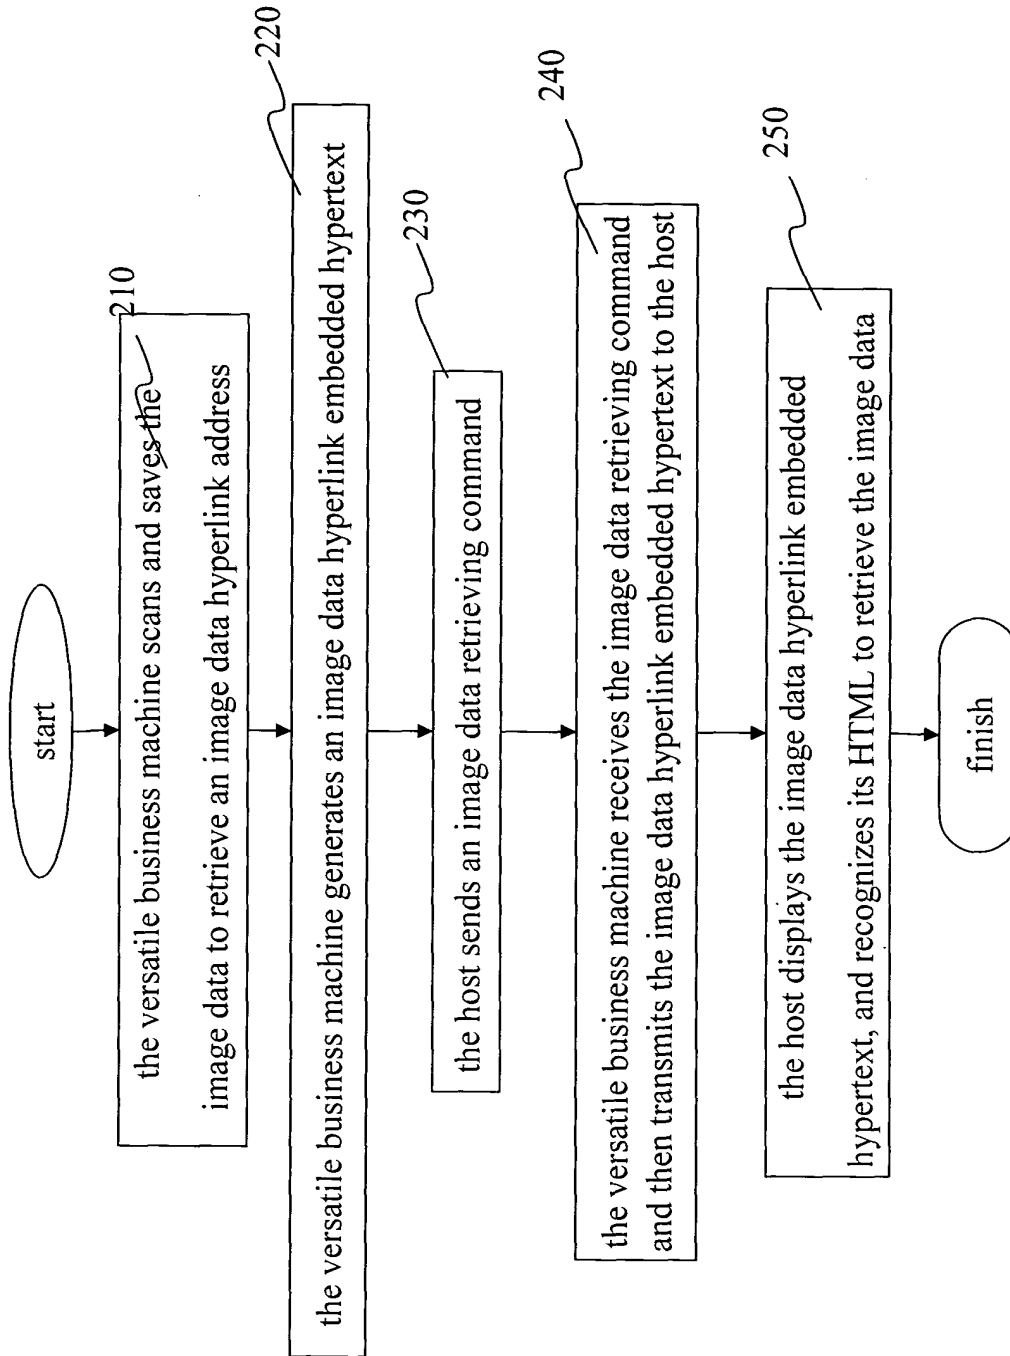 start
210
the versatile business machine scans and saves the
image data to retrieve an image data hyperlink address
220
the versatile business machine generates an image data hyperlink embedded hypertext
230
the host sends an image data retrieving command
240
the versatile business machine receives the image data retrieving command
and then transmits the image data hyperlink embedded hypertext to the host
250
the host displays the image data hyperlink embedded
hypertext, and recognizes its HTML to retrieve the image data
finish